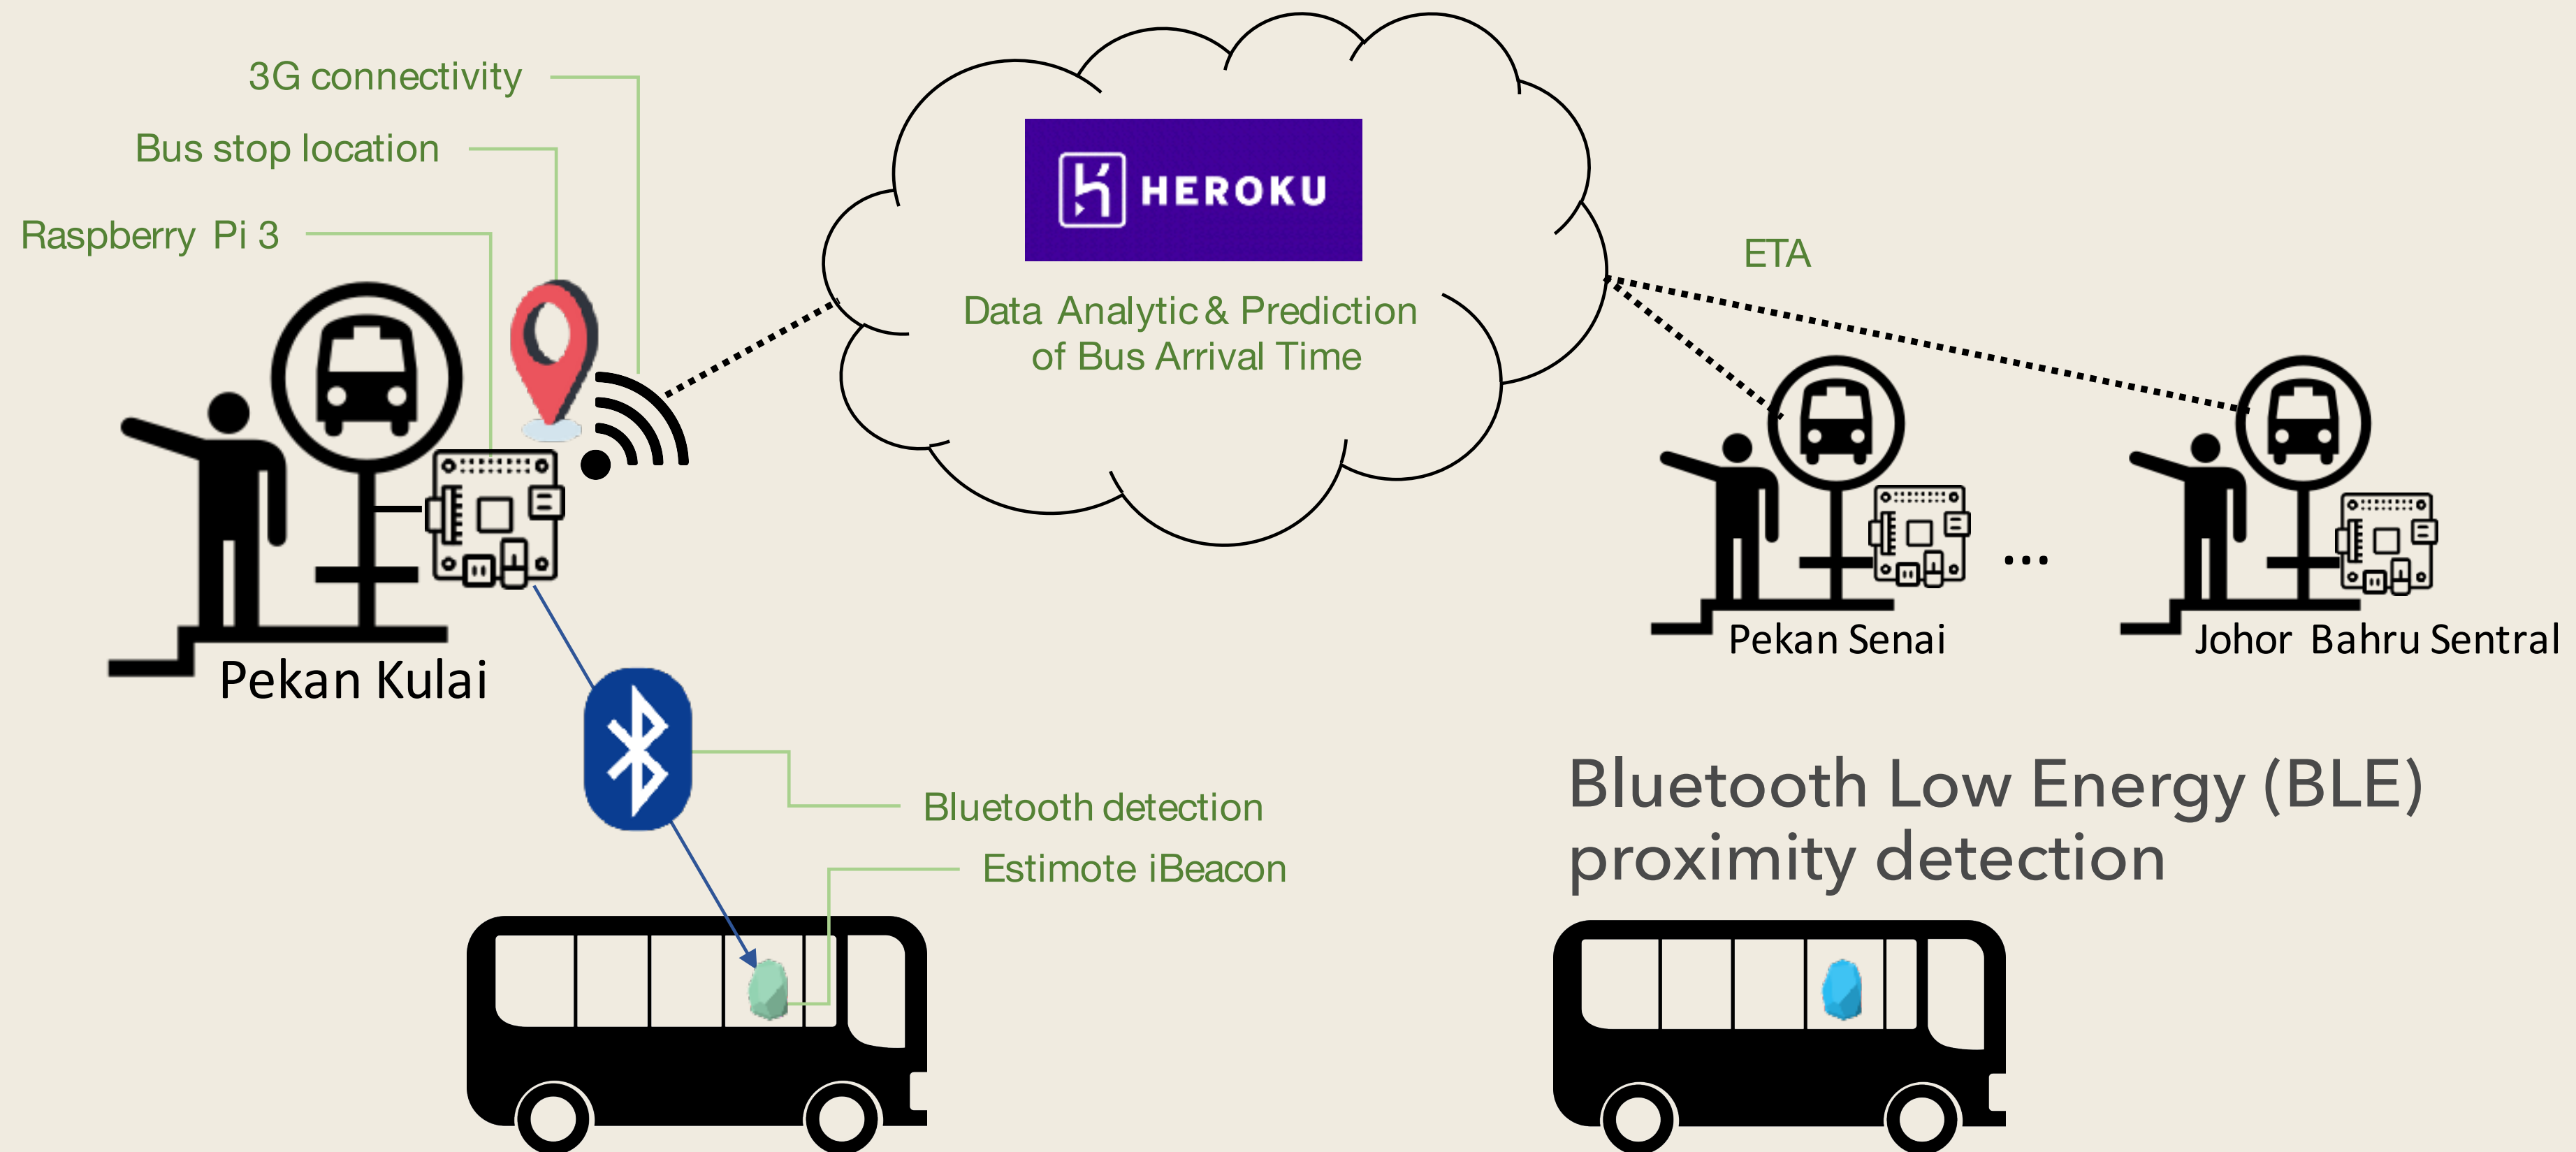 3G connectivity
Bus stop location
Raspberry Pi 3
HEROKU
Data Analytic & Prediction
of Bus Arrival Time
ETA
Pekan Kulai
Pekan Senai
...
Johor Bahru Sentral
Bluetooth detection
Estimote iBeacon
Bluetooth Low Energy (BLE)
proximity detection